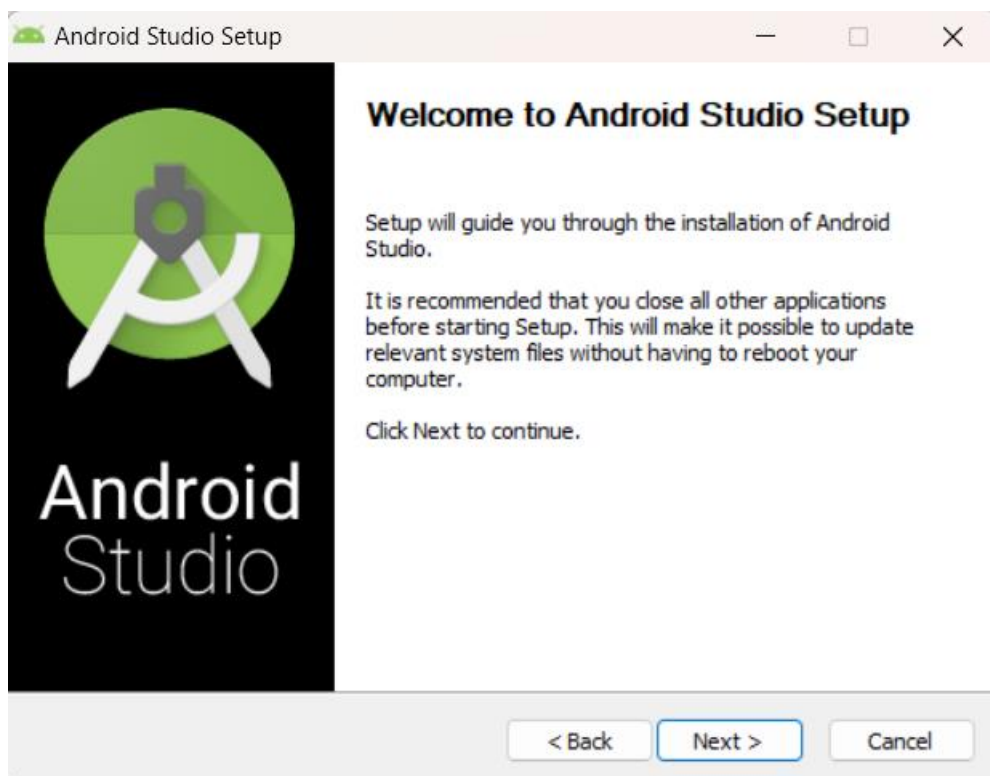 Android Studio Setup
Welcome to Android Studio Setup
Setup will guide you through the installation of Android
Studio.
It is recommended that you close all other applications
before starting Setup. This will make it possible to update
relevant system files without having to reboot your
computer.
Click Next to continue.
Android
Studio
< Back
Next >
Cancel